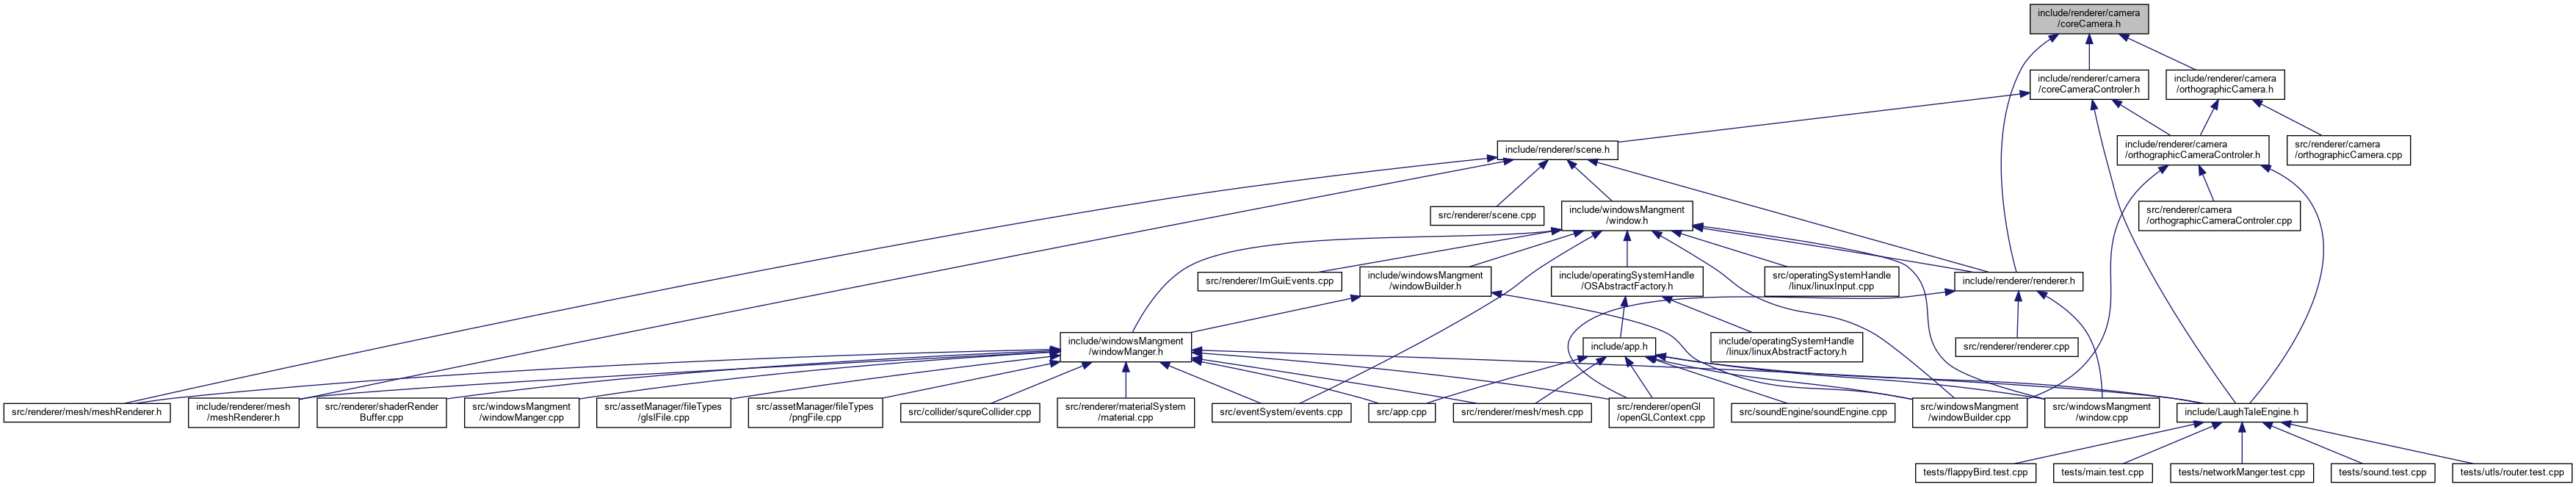 include/renderer/camera
/coreCamera.h
include/renderer/camera
/coreCameraControler.h
include/renderer/camera
/orthographicCamera.h
include/renderer/scene.h
include/renderer/camera
/orthographicCameraControler.h
src/renderer/camera
/orthographicCamera.cpp
src/renderer/scene.cpp
include/windowsMangment
/window.h
src/renderer/camera
/orthographicCameraControler.cpp
src/renderer/ImGuiEvents.cpp
include/windowsMangment
/windowBuilder.h
include/operatingSystemHandle
/OSAbstractFactory.h
src/operatingSystemHandle
/linux/linuxInput.cpp
include/renderer/renderer.h
include/windowsMangment
/windowManger.h
include/app.h
include/operatingSystemHandle
/linux/linuxAbstractFactory.h
src/renderer/renderer.cpp
src/renderer/mesh/meshRenderer.h
include/renderer/mesh
/meshRenderer.h
src/renderer/shaderRender
Buffer.cpp
src/windowsMangment
/windowManger.cpp
src/assetManager/fileTypes
/glslFile.cpp
src/assetManager/fileTypes
/pngFile.cpp
src/collider/squreCollider.cpp
src/renderer/materialSystem
/material.cpp
src/eventSystem/events.cpp
src/app.cpp
src/renderer/mesh/mesh.cpp
src/renderer/openGl
/openGLContext.cpp
src/soundEngine/soundEngine.cpp
src/windowsMangment
/windowBuilder.cpp
src/windowsMangment
/window.cpp
include/LaughTaleEngine.h
tests/flappyBird.test.cpp
tests/main.test.cpp
tests/networkManger.test.cpp
tests/sound.test.cpp
tests/utls/router.test.cpp